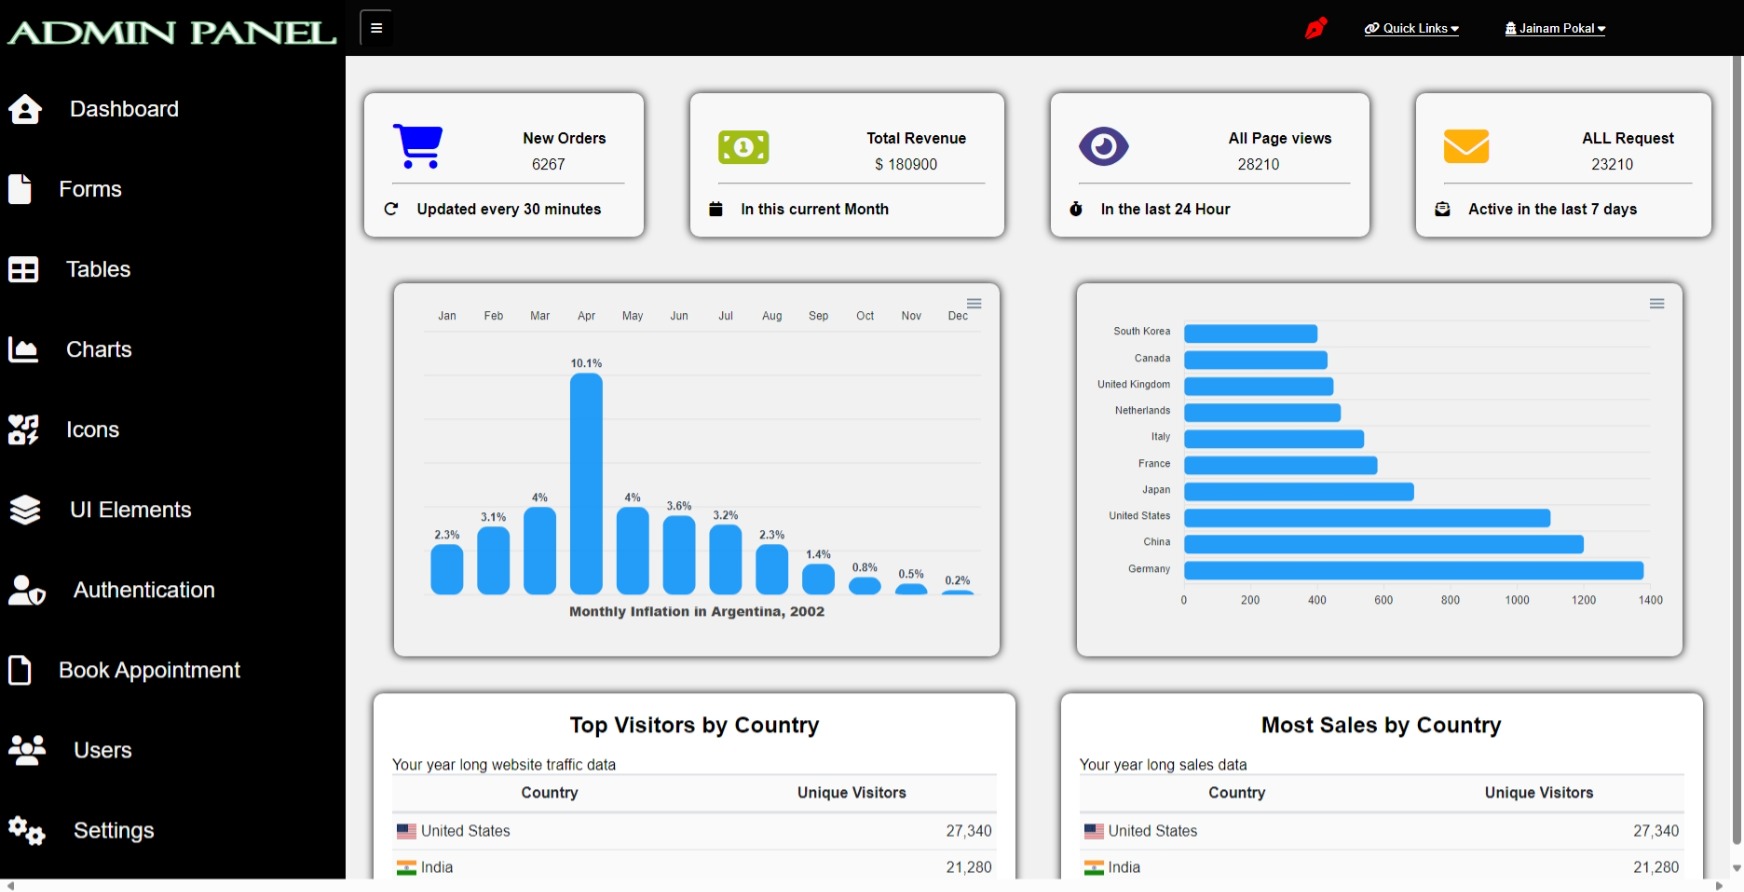 ADMIN PANEL
Quick Links
Jainam Pokal
Dashboard
Forms
Tables
Charts
Icons
UI Elements
Authentication
Book Appointment
Users
Settings
New Orders
6267
Updated every 30 minutes
Total Revenue
$ 180900
In this current Month
All Page views
28210
In the last 24 Hour
ALL Request
23210
Active in the last 7 days
Jan Feb Mar Apr May Jun Jul Aug Sep Oct Nov Dec
10.1%
4% 4%
3.6%
3.1% 3.2%
2.3% 2.3%
1.4%
0.8%
0.5%
0.2%
Monthly Inflation in Argentina, 2002
South Korea
Canada
United Kingdom
Netherlands
Italy
France
Japan
United States
China
Germany
0 200 400 600 800 1000 1200 1400
Top Visitors by Country
Your year long website traffic data
Country Unique Visitors
United States 27,340
India 21,280
Most Sales by Country
Your year long sales data
Country Unique Visitors
United States 27,340
India 21,280